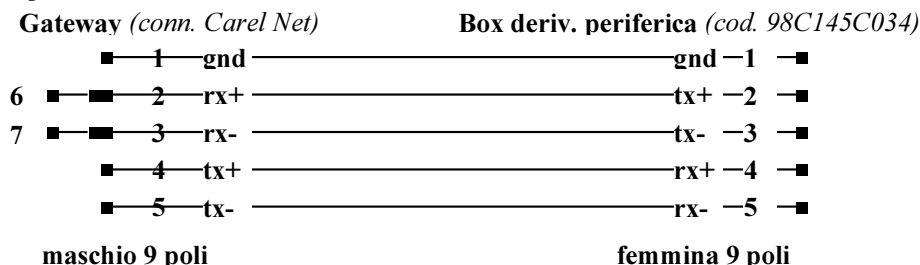 Gateway (conn. Carel Net) Box deriv. periferica (cod. 98C145C034)
1 gnd gnd 1
6 2 rx+ tx+ 2
7 3 rx- tx- 3
4 tx+ rx+ 4
5 tx- rx- 5
maschio 9 poli femmina 9 poli